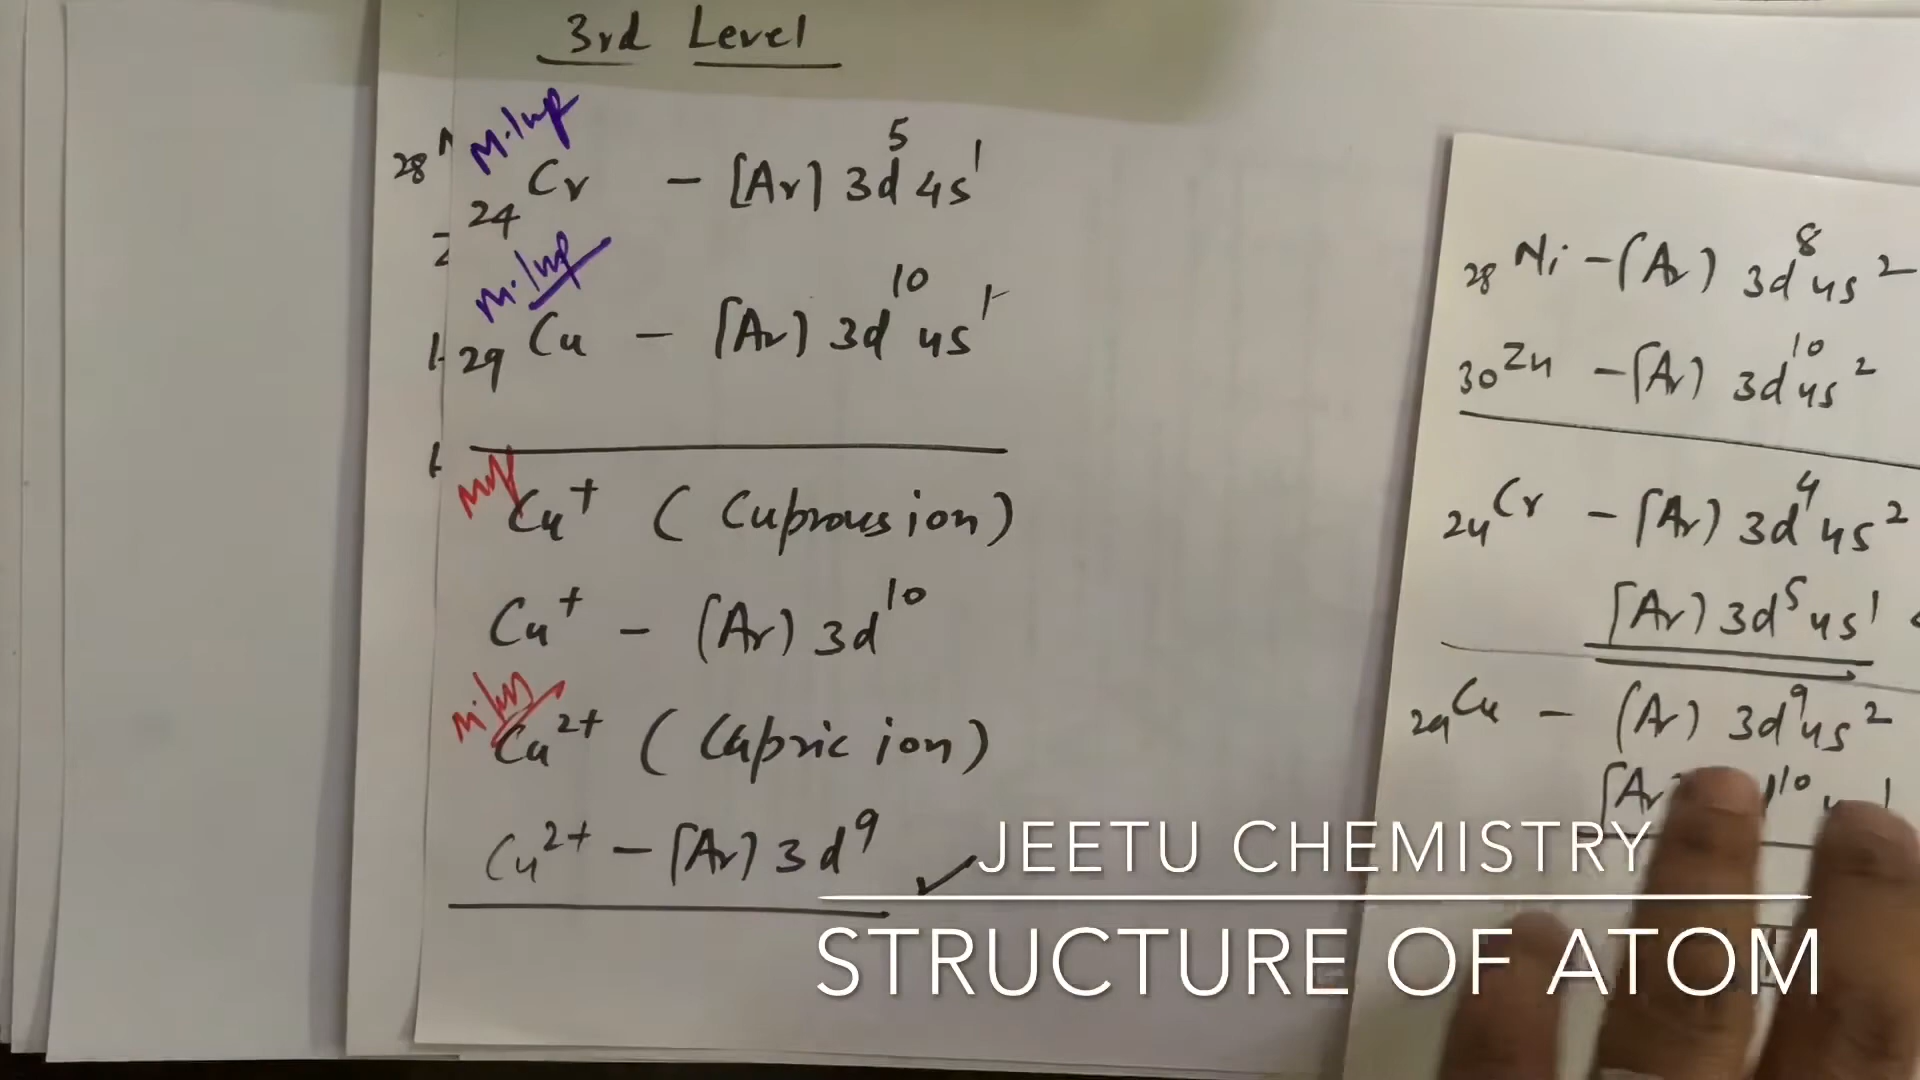 3rd Level
M.Imp
24 Cr - [Ar] 3d⁵ 4s¹
M.Imp
29 Cu - [Ar] 3d¹⁰ 4s¹
Cu⁺ (Cuprous ion)
Cu⁺ - [Ar] 3d¹⁰
Cu²⁺ (Cupric ion)
Cu²⁺ - [Ar] 3d⁹ ✓
28
28 Ni - [Ar] 3d⁸ 4s²
30 Zn - [Ar] 3d¹⁰ 4s²
24 Cr - [Ar] 3d⁴ 4s²
[Ar] 3d⁵ 4s¹
29 Cu - [Ar] 3d⁹ 4s²
[Ar
JEETU CHEMISTRY
STRUCTURE OF ATOM